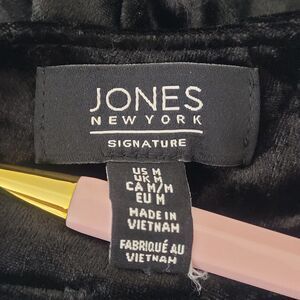 JONES
NEW YORK
SIGNATURE
US M
UK M
CA M/M
EU M
MADE IN
VIETNAM
FABRIQUÉ AU
VIETNAM